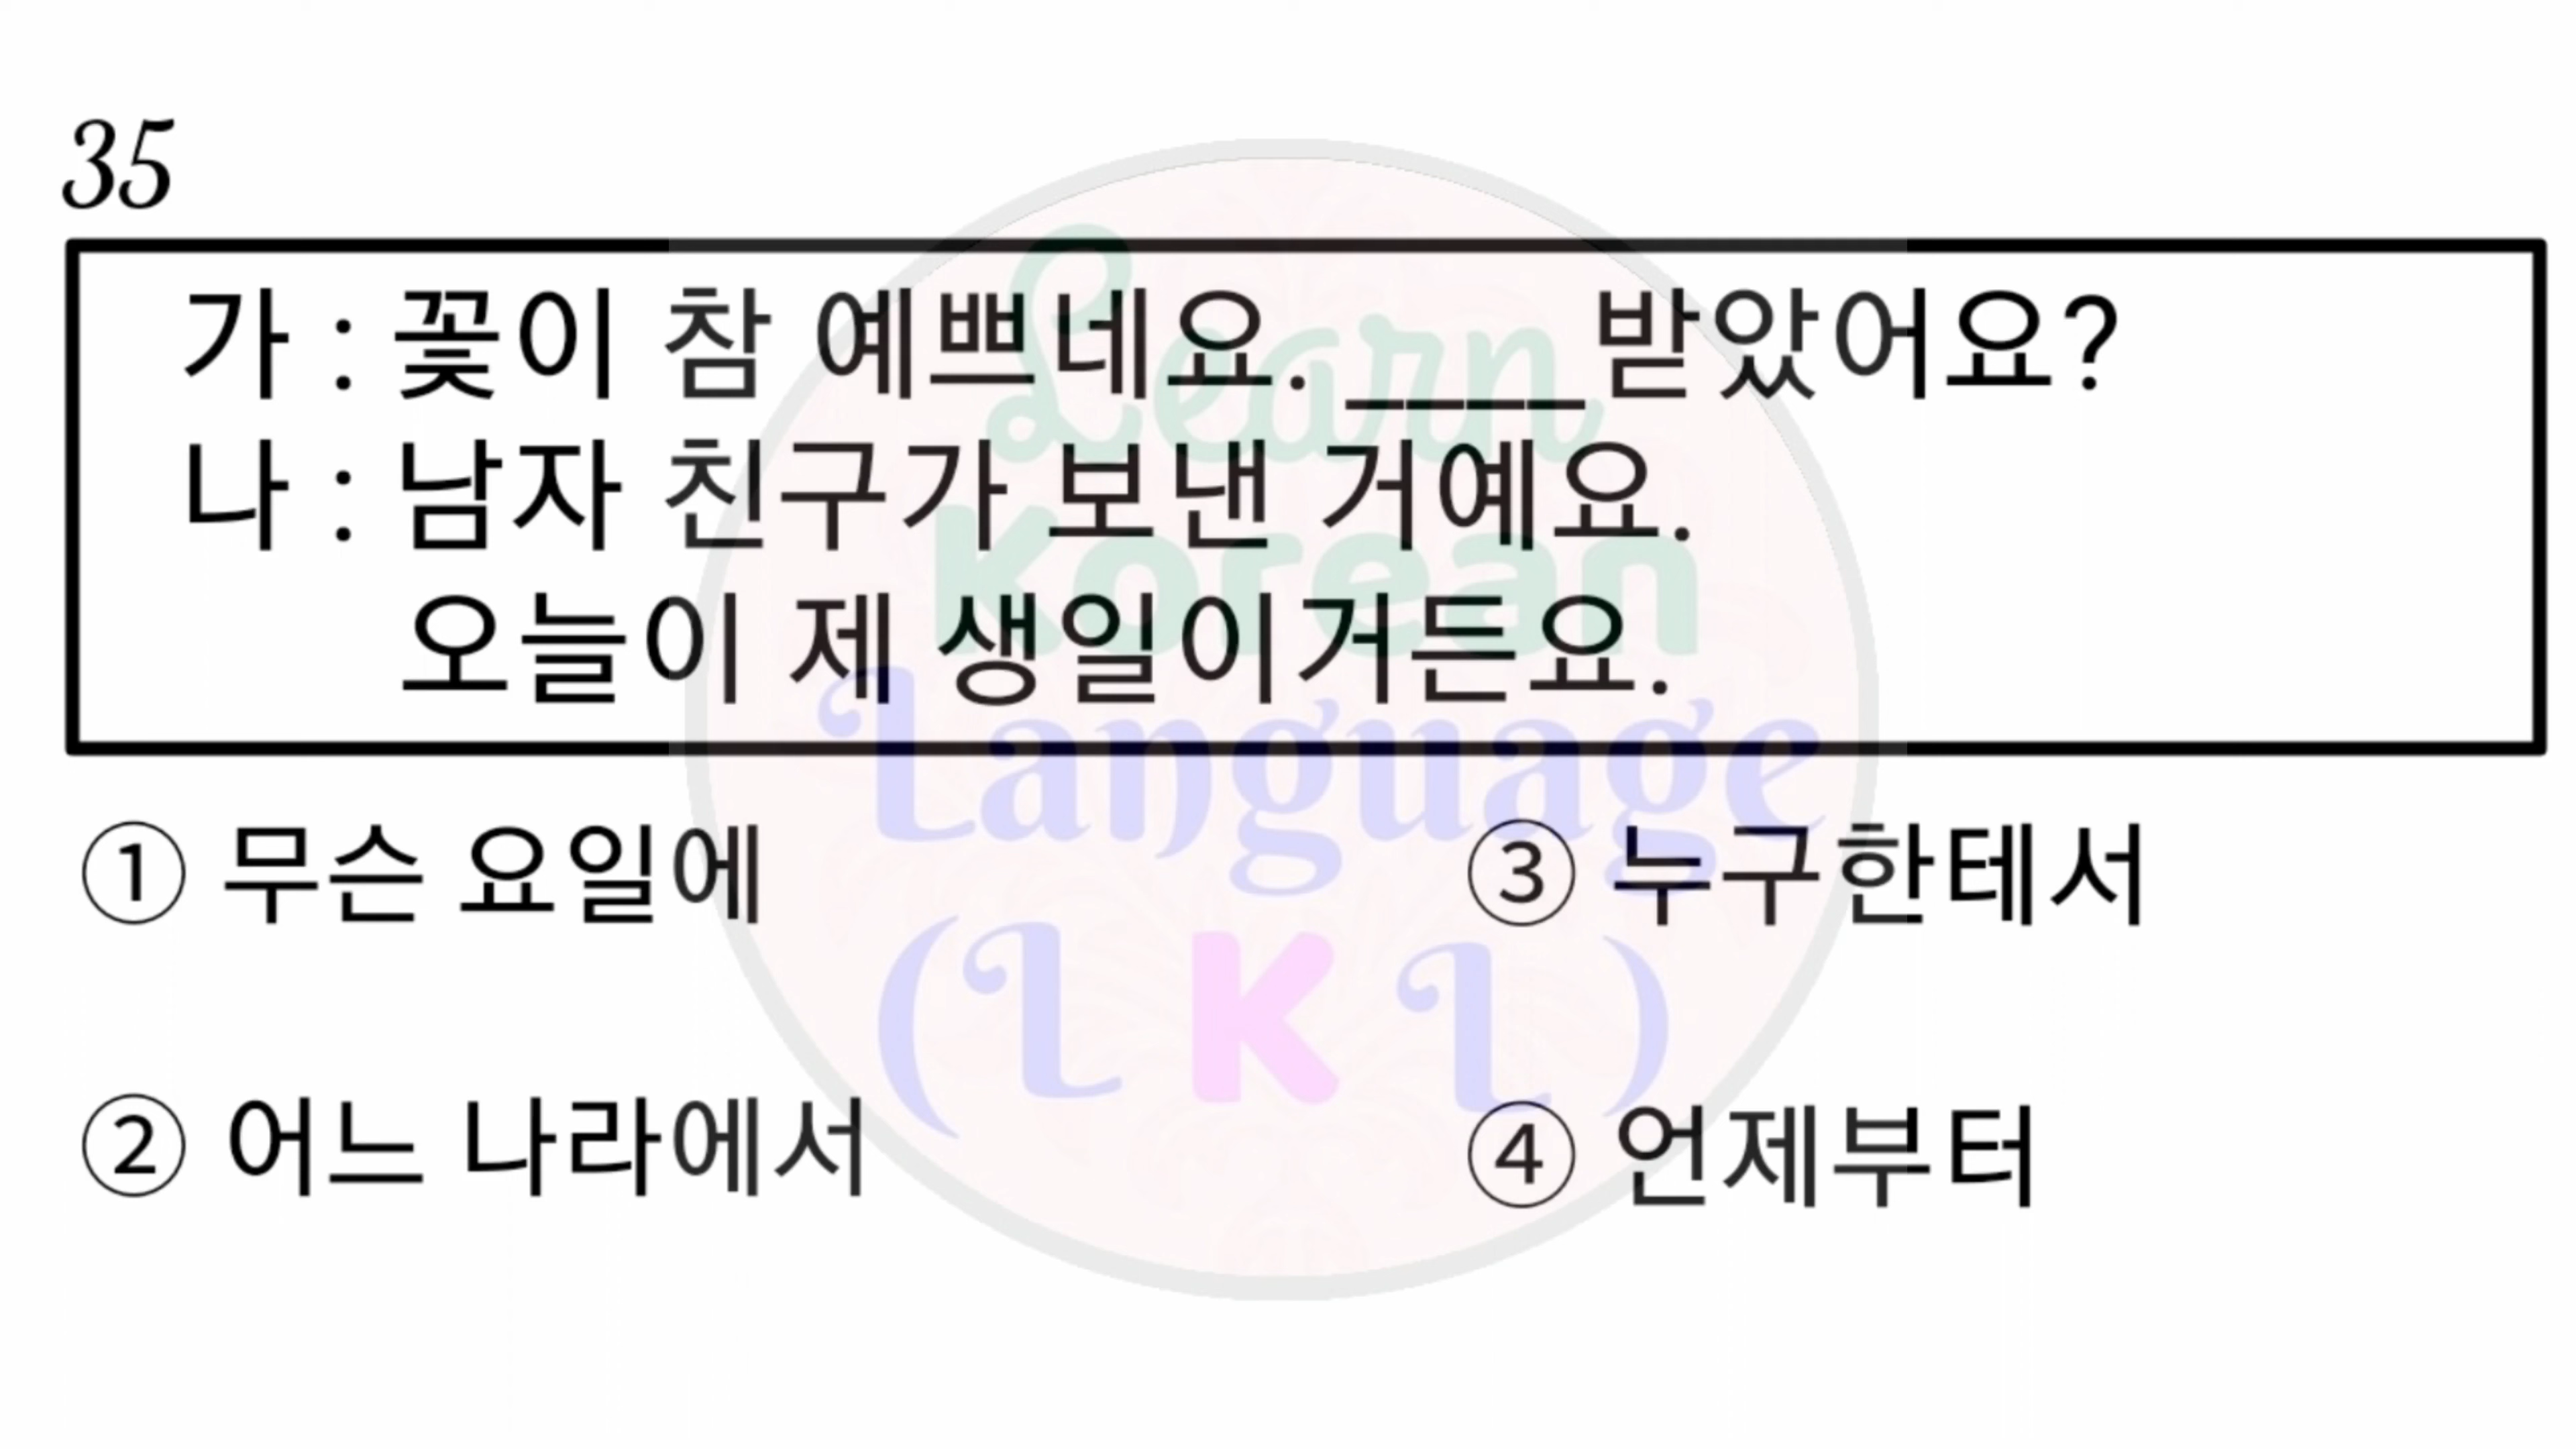 35
가 : 꽃이 참 예쁘네요. ____ 받았어요?
나 : 남자 친구가 보낸 거예요.
오늘이 제 생일이거든요.
① 무슨 요일에
③ 누구한테서
② 어느 나라에서
④ 언제부터
Learn
Korean
Language
(L K L)